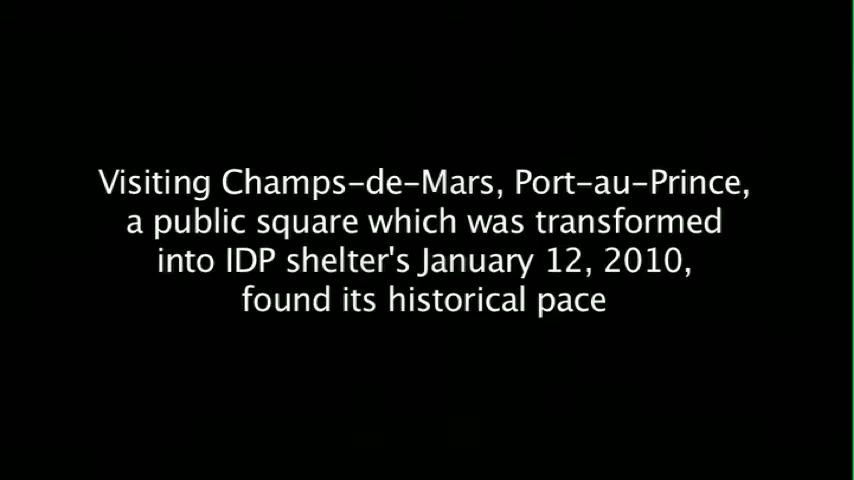 Visiting Champs-de-Mars, Port-au-Prince,
a public square which was transformed
into IDP shelter's January 12, 2010,
found its historical pace